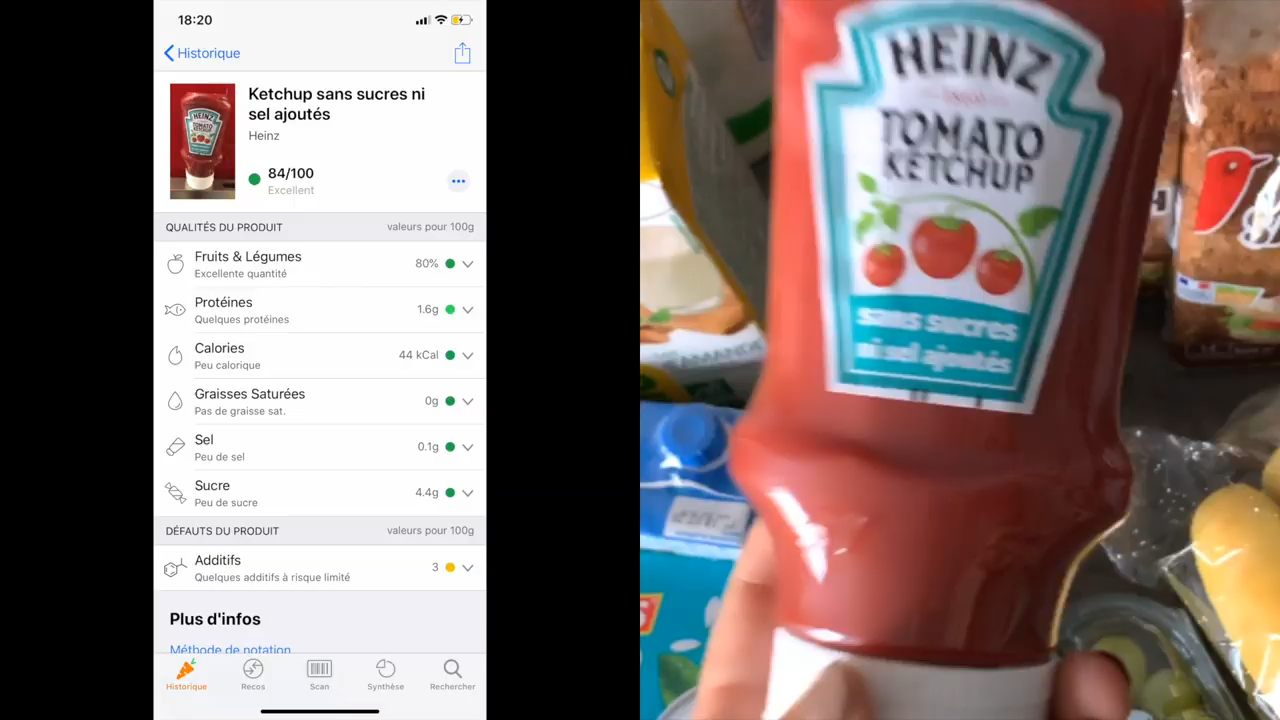 18:20
Historique
Ketchup sans sucres ni
sel ajoutés
Heinz
84/100
Excellent
QUALITÉS DU PRODUIT
valeurs pour 100g
Fruits & Légumes
Excellente quantité
80%
Protéines
Quelques protéines
1.6g
Calories
Peu calorique
44 kCal
Graisses Saturées
Pas de graisse sat.
0g
Sel
Peu de sel
0.1g
Sucre
Peu de sucre
4.4g
DÉFAUTS DU PRODUIT
valeurs pour 100g
Additifs
Quelques additifs à risque limité
3
Plus d'infos
Méthode de notation
Historique
Recos
Scan
Synthèse
Rechercher
HEINZ
TOMATO
KETCHUP
sans sucres
ni sel ajoutés